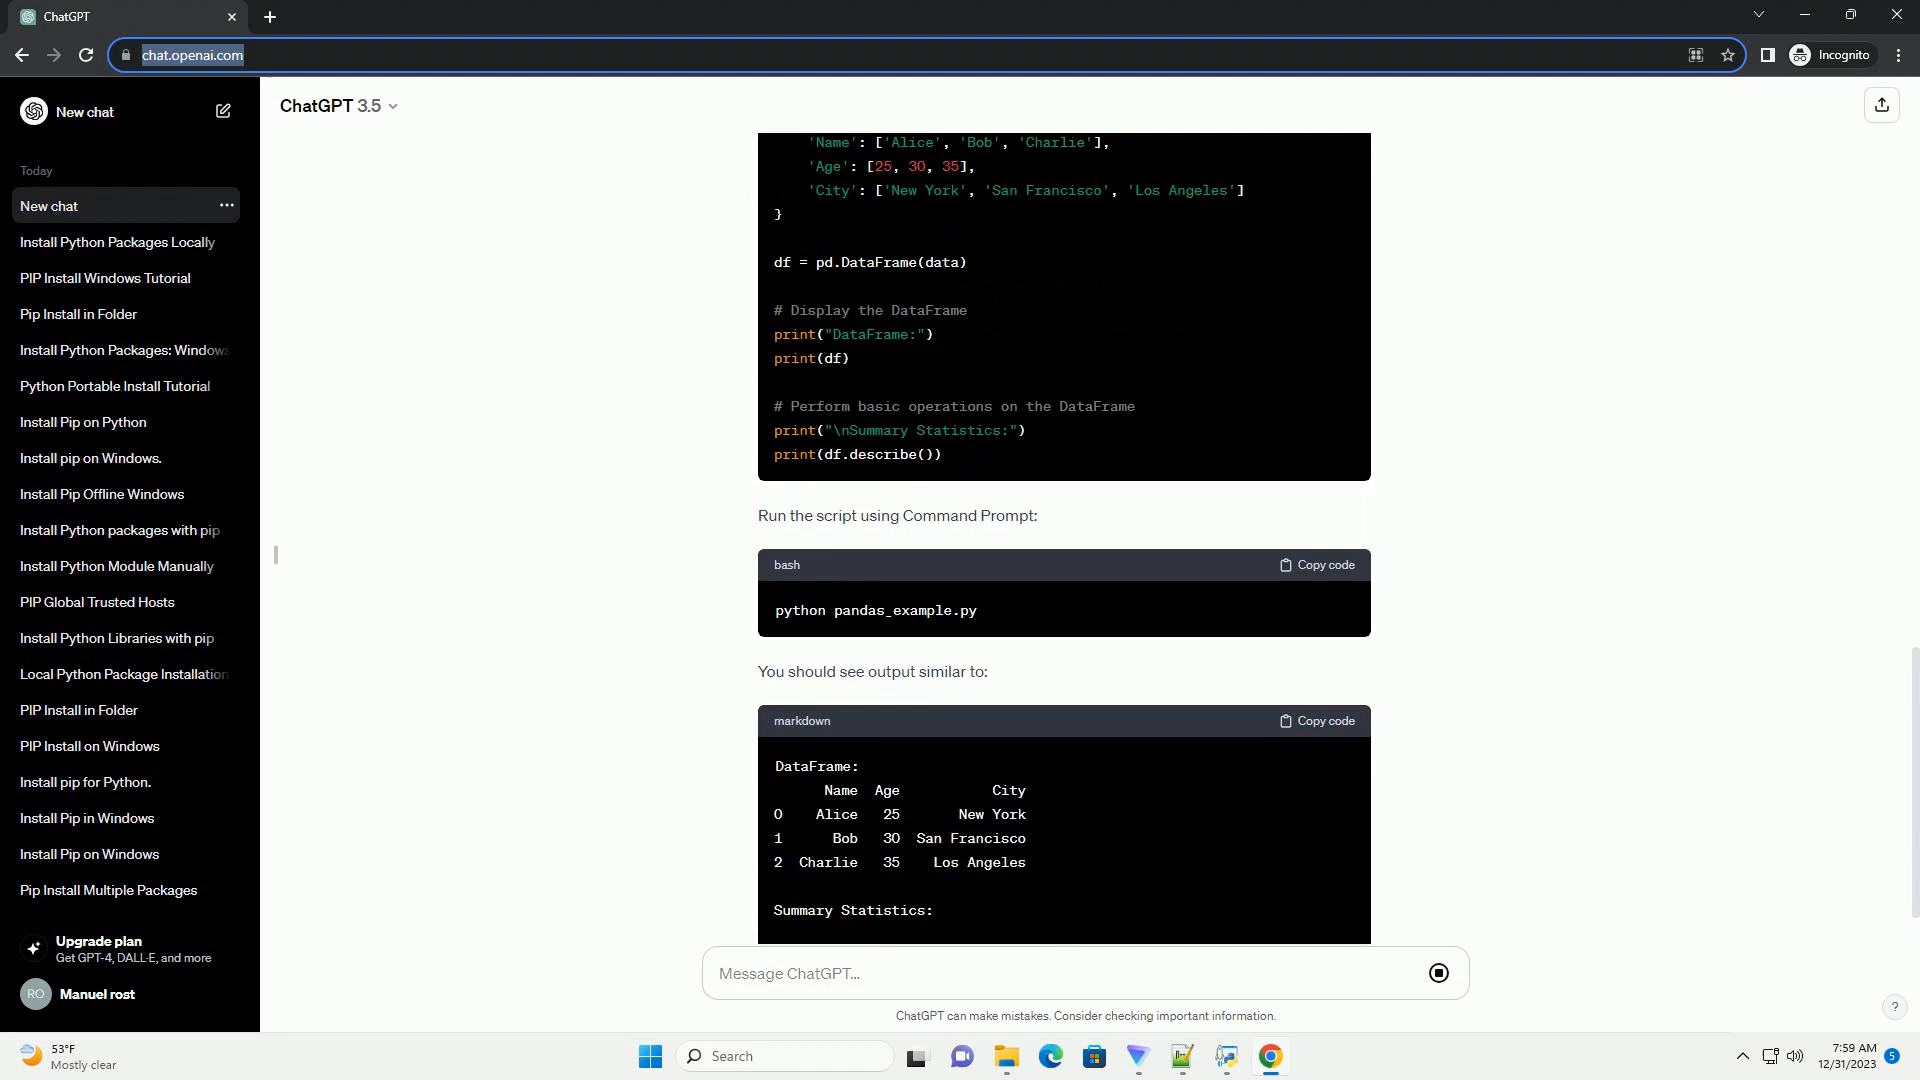 ChatGPT
chat.openai.com
Incognito
New chat
Today
New chat
Install Python Packages Locally
PIP Install Windows Tutorial
Pip Install in Folder
Install Python Packages: Windows
Python Portable Install Tutorial
Install Pip on Python
Install pip on Windows.
Install Pip Offline Windows
Install Python packages with pip
Install Python Module Manually
PIP Global Trusted Hosts
Install Python Libraries with pip
Local Python Package Installation
PIP Install in Folder
PIP Install on Windows
Install pip for Python.
Install Pip in Windows
Install Pip on Windows
Pip Install Multiple Packages
Upgrade plan
Get GPT-4, DALL·E, and more
RO Manuel rost
ChatGPT 3.5
'Name': ['Alice', 'Bob', 'Charlie'],
'Age': [25, 30, 35],
'City': ['New York', 'San Francisco', 'Los Angeles']
}
df = pd.DataFrame(data)
# Display the DataFrame
print("DataFrame:")
print(df)
# Perform basic operations on the DataFrame
print("\nSummary Statistics:")
print(df.describe())
Run the script using Command Prompt:
bash Copy code
python pandas_example.py
You should see output similar to:
markdown Copy code
DataFrame:
Name Age City
0 Alice 25 New York
1 Bob 30 San Francisco
2 Charlie 35 Los Angeles
Summary Statistics:
Message ChatGPT...
ChatGPT can make mistakes. Consider checking important information.
?
53°F
Mostly clear
Search
7:59 AM
12/31/2023
5